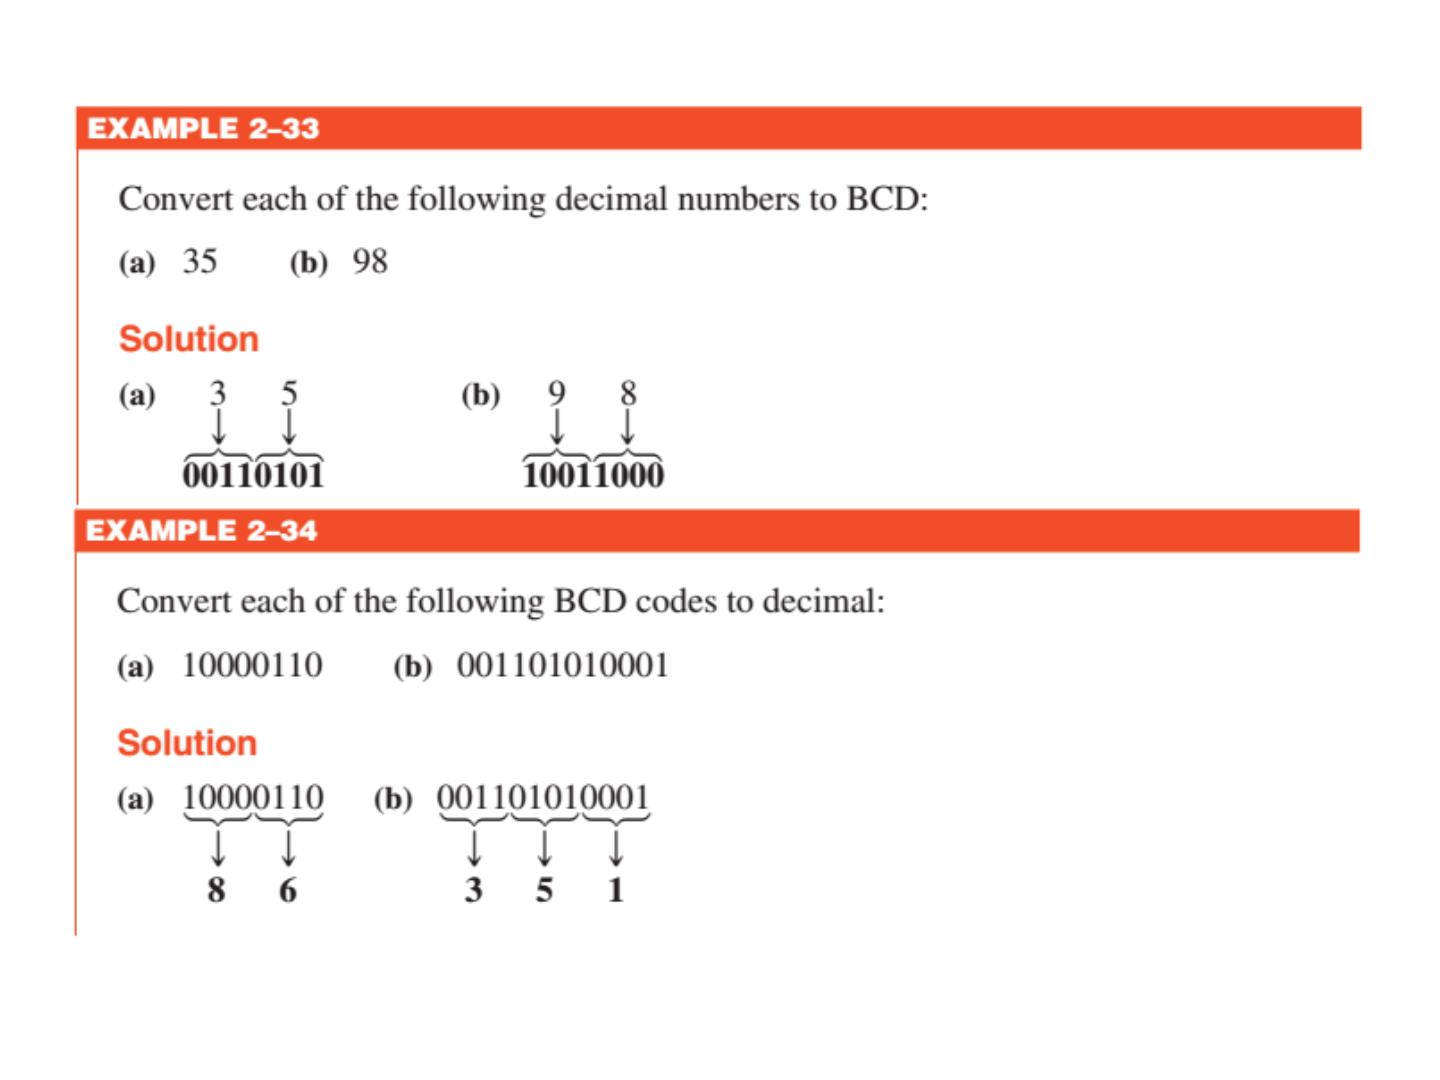 EXAMPLE 2–33
Convert each of the following decimal numbers to BCD:
(a) 35 (b) 98
Solution
(a) 3 5 (b) 9 8
00110101 10011000
EXAMPLE 2–34
Convert each of the following BCD codes to decimal:
(a) 10000110 (b) 001101010001
Solution
(a) 10000110 (b) 001101010001
8 6 3 5 1